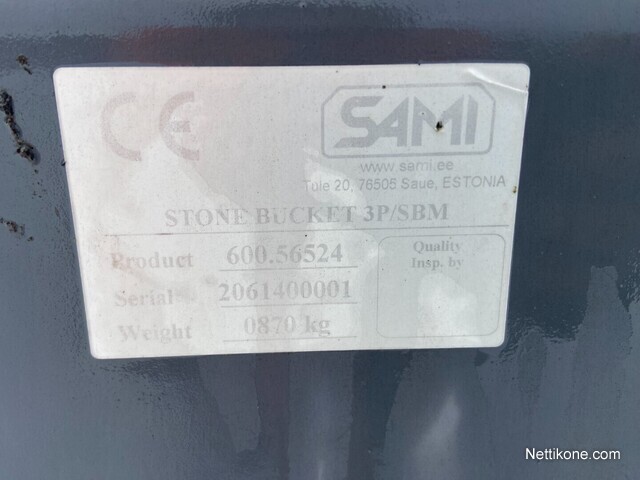 CE
SAMI
www.sami.ee
Tule 20, 76505 Saue, ESTONIA
STONE BUCKET 3P/SBM
Product 600.56524
Serial 2061400001
Weight 0870 kg
Quality
Insp. by
Nettikone.com